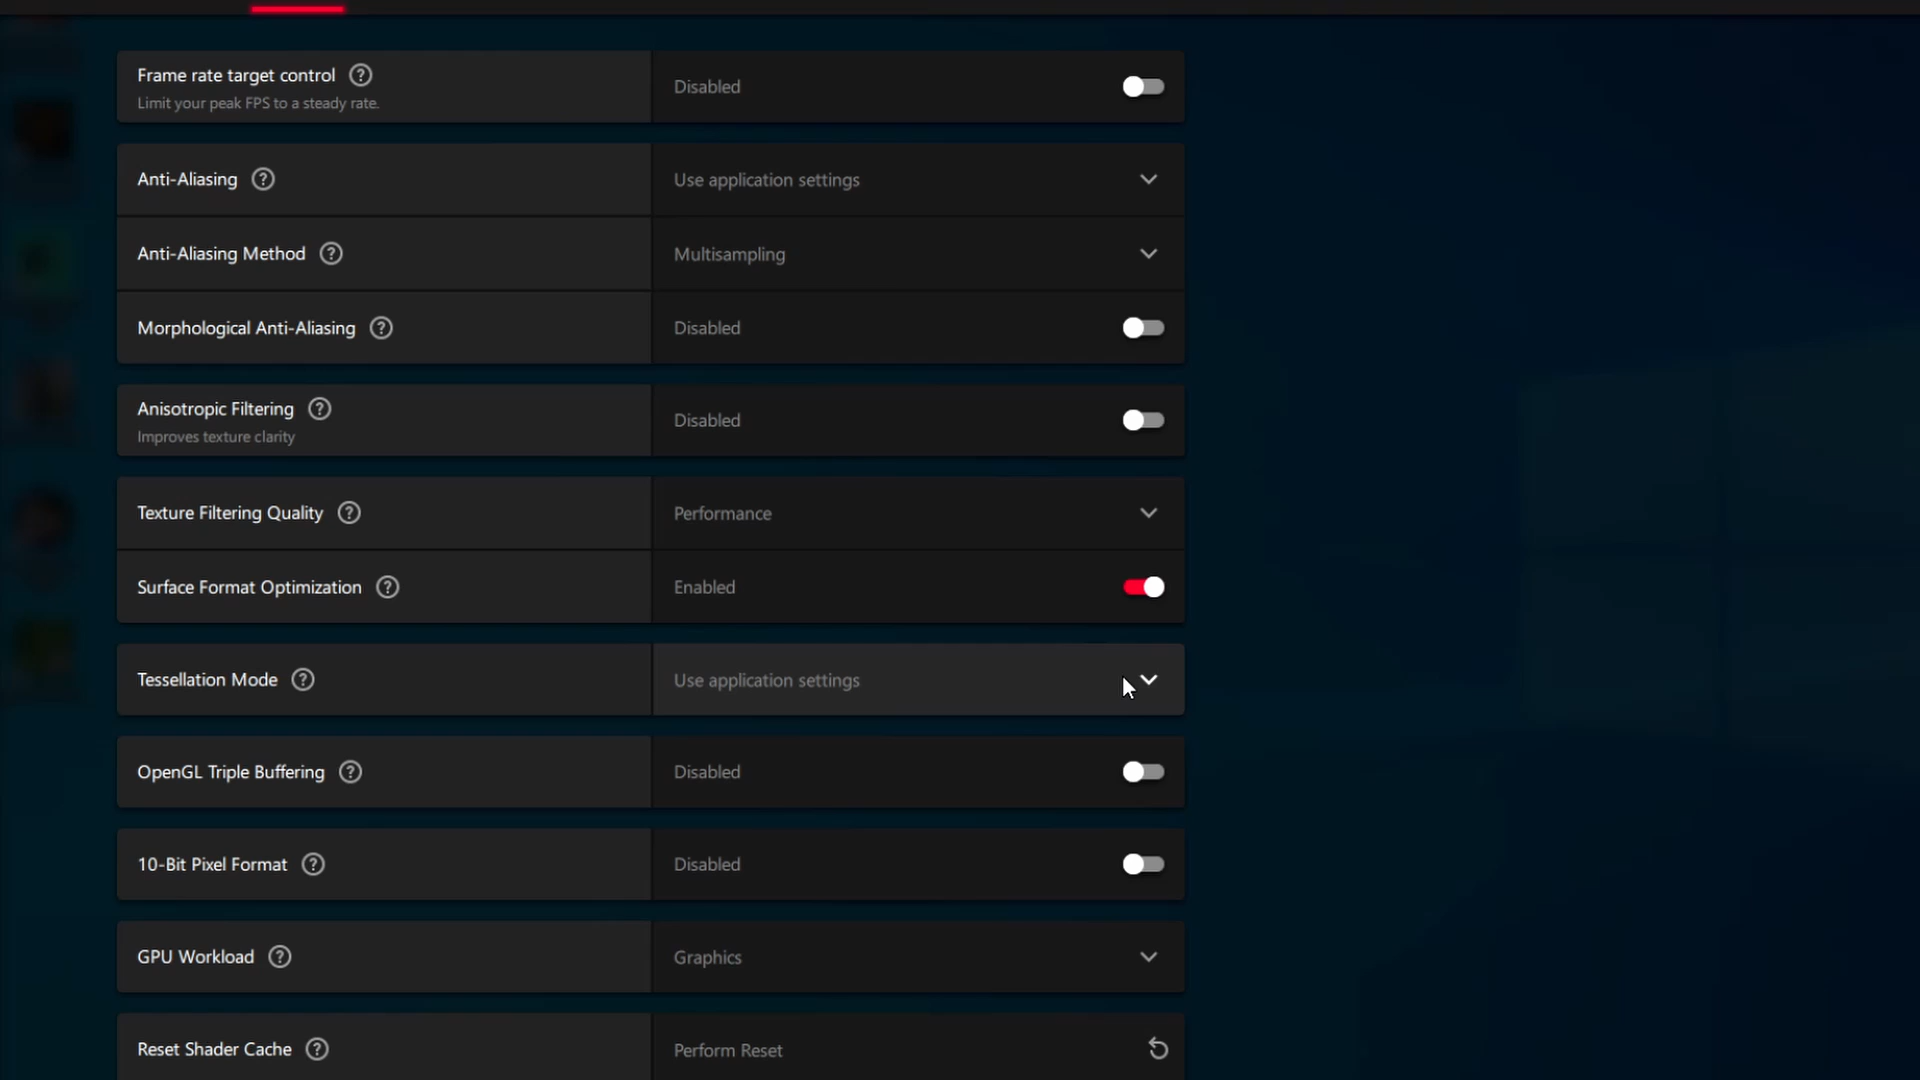 Frame rate target control
Limit your peak FPS to a steady rate.
Disabled
Anti-Aliasing
Use application settings
Anti-Aliasing Method
Multisampling
Morphological Anti-Aliasing
Disabled
Anisotropic Filtering
Improves texture clarity
Disabled
Texture Filtering Quality
Performance
Surface Format Optimization
Enabled
Tessellation Mode
Use application settings
OpenGL Triple Buffering
Disabled
10-Bit Pixel Format
Disabled
GPU Workload
Graphics
Reset Shader Cache
Perform Reset